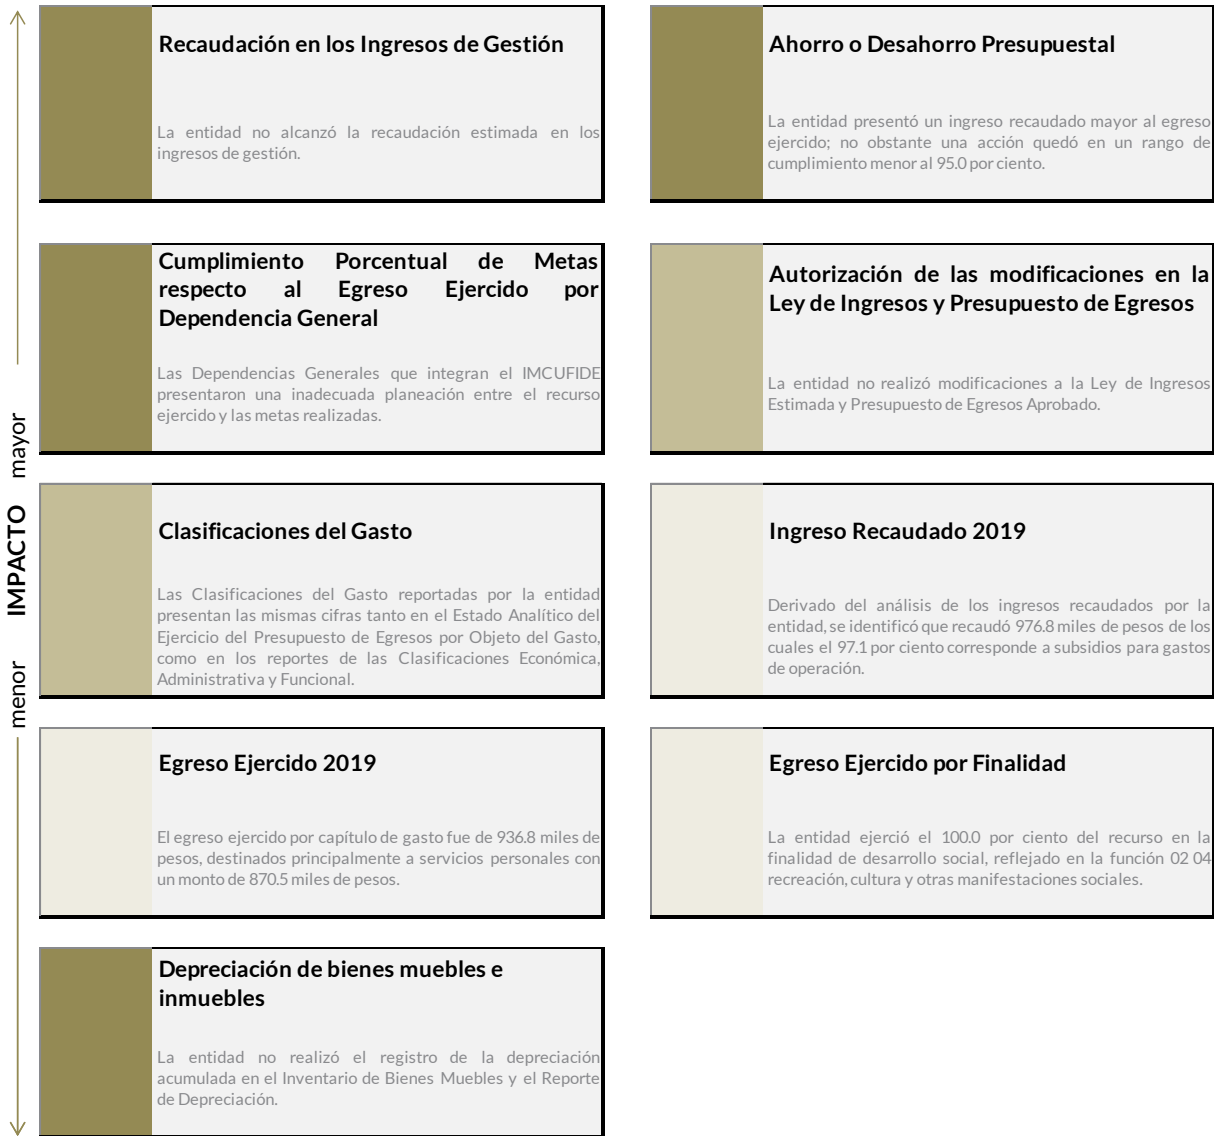 Recaudación en los Ingresos de Gestión
La entidad no alcanzó la recaudación estimada en los
ingresos de gestión.
Ahorro o Desahorro Presupuestal
La entidad presentó un ingreso recaudado mayor al egreso
ejercido; no obstante una acción quedó en un rango de
cumplimiento menor al 95.0 por ciento.
Cumplimiento Porcentual de Metas
respecto al Egreso Ejercido por
Dependencia General
Las Dependencias Generales que integran el IMCUFIDE
presentaron una inadecuada planeación entre el recurso
ejercido y las metas realizadas.
Autorización de las modificaciones en la
Ley de Ingresos y Presupuesto de Egresos
La entidad no realizó modificaciones a la Ley de Ingresos
Estimada y Presupuesto de Egresos Aprobado.
menor IMPACTO mayor
Clasificaciones del Gasto
Las Clasificaciones del Gasto reportadas por la entidad
presentan las mismas cifras tanto en el Estado Analítico del
Ejercicio del Presupuesto de Egresos por Objeto del Gasto,
como en los reportes de las Clasificaciones Económica,
Administrativa y Funcional.
Ingreso Recaudado 2019
Derivado del análisis de los ingresos recaudados por la
entidad, se identificó que recaudó 976.8 miles de pesos de los
cuales el 97.1 por ciento corresponde a subsidios para gastos
de operación.
Egreso Ejercido 2019
El egreso ejercido por capítulo de gasto fue de 936.8 miles de
pesos, destinados principalmente a servicios personales con
un monto de 870.5 miles de pesos.
Egreso Ejercido por Finalidad
La entidad ejerció el 100.0 por ciento del recurso en la
finalidad de desarrollo social, reflejado en la función 02 04
recreación, cultura y otras manifestaciones sociales.
Depreciación de bienes muebles e
inmuebles
La entidad no realizó el registro de la depreciación
acumulada en el Inventario de Bienes Muebles y el Reporte
de Depreciación.